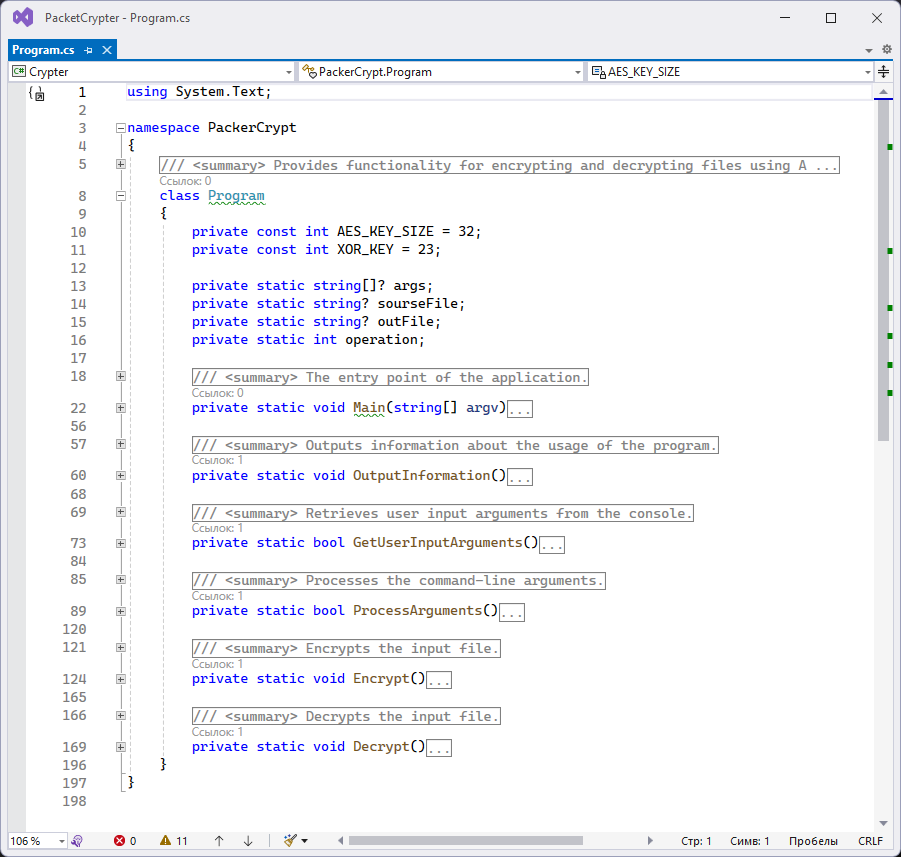 PacketCrypter - Program.cs
Program.cs
Crypter PackerCrypt.Program AES_KEY_SIZE
1 using System.Text;
2
3 namespace PackerCrypt
4 {
5 /// <summary> Provides functionality for encrypting and decrypting files using A ...
Ссылок: 0
8 class Program
9 {
10 private const int AES_KEY_SIZE = 32;
11 private const int XOR_KEY = 23;
12
13 private static string[]? args;
14 private static string? sourseFile;
15 private static string? outFile;
16 private static int operation;
17
18 /// <summary> The entry point of the application.
Ссылок: 0
22 private static void Main(string[] argv)...
56
57 /// <summary> Outputs information about the usage of the program.
Ссылок: 1
60 private static void OutputInformation()...
68
69 /// <summary> Retrieves user input arguments from the console.
Ссылок: 1
73 private static bool GetUserInputArguments()...
84
85 /// <summary> Processes the command-line arguments.
Ссылок: 1
89 private static bool ProcessArguments()...
120
121 /// <summary> Encrypts the input file.
Ссылок: 1
124 private static void Encrypt()...
165
166 /// <summary> Decrypts the input file.
Ссылок: 1
169 private static void Decrypt()...
196 }
197 }
198
106 % 0 11 Стр: 1 Симв: 1 Пробелы CRLF